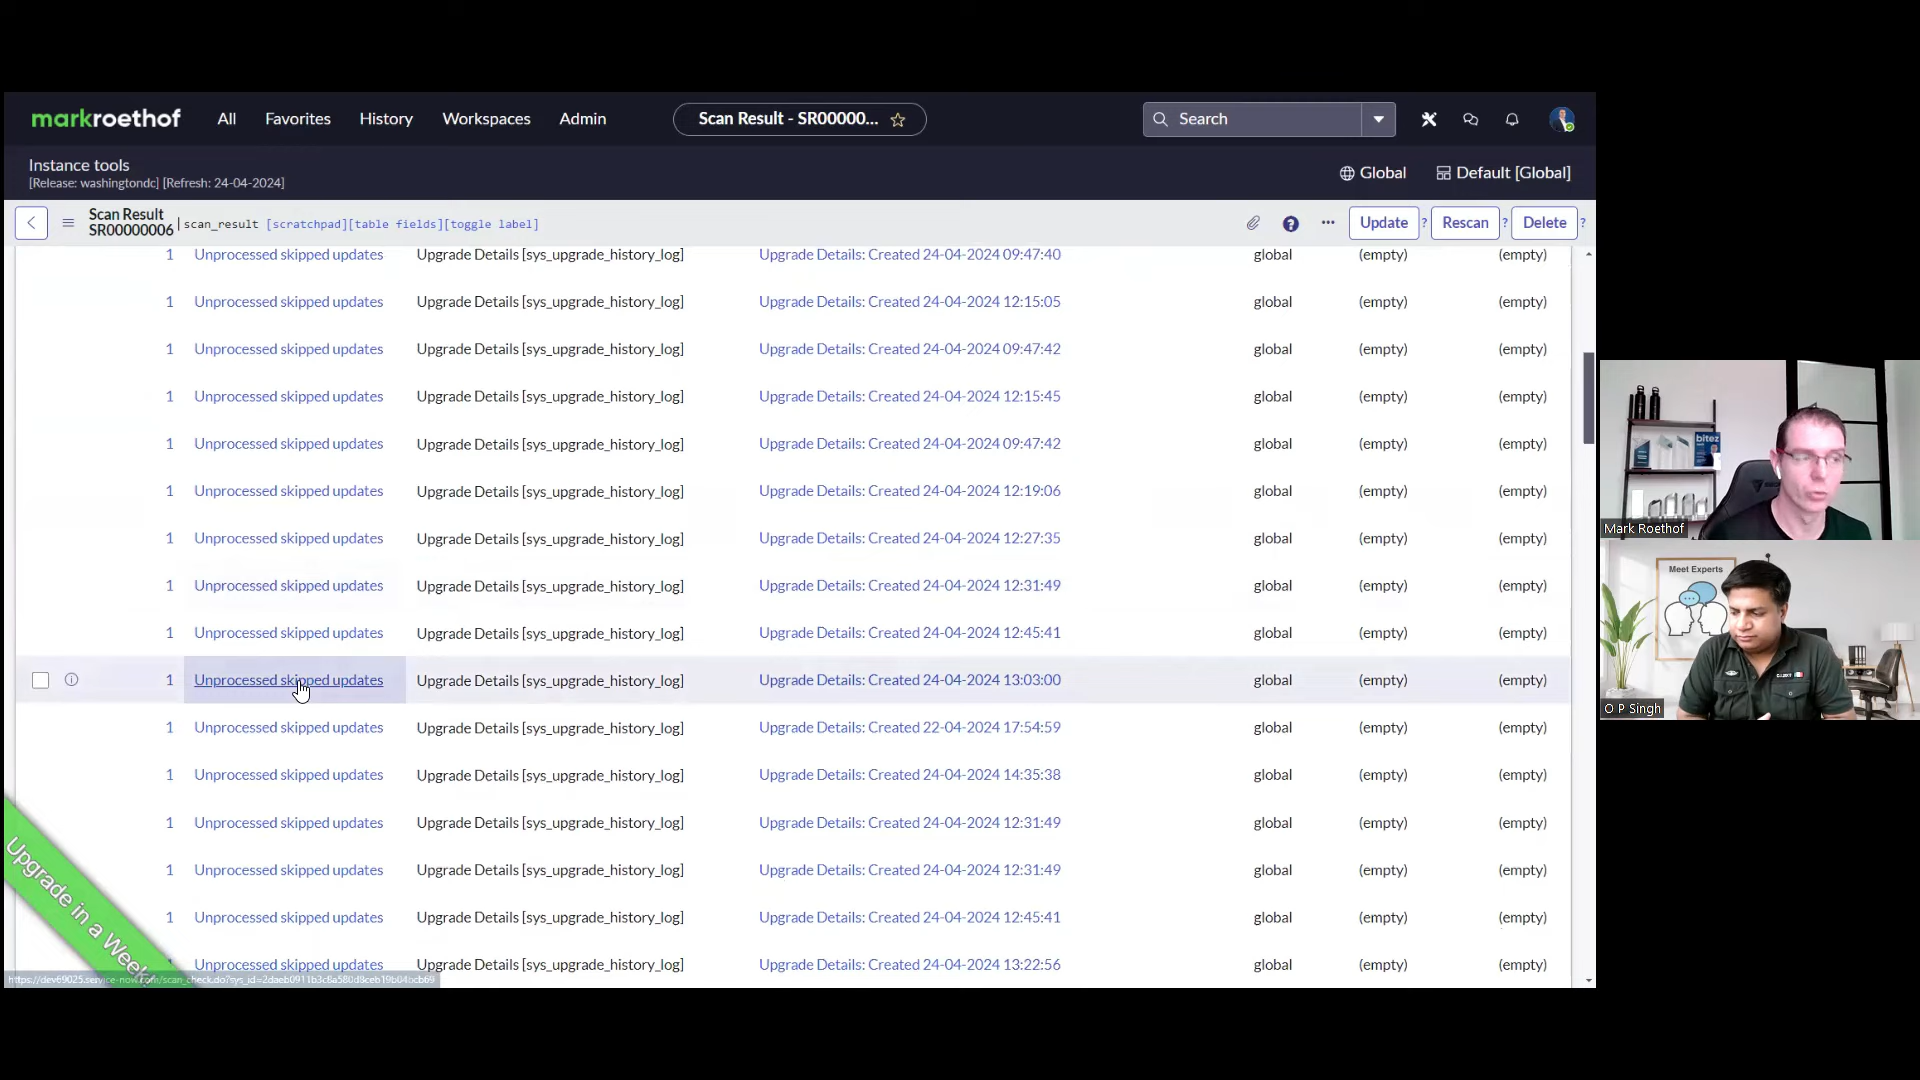 markroethof All Favorites History Workspaces Admin Scan Result - SR00000... Search
Instance tools
[Release: washingtondc] [Refresh: 24-04-2024] Global Default [Global]
Scan Result
SR00000006 scan_result [scratchpad][table fields][toggle label] ? ... Update ? Rescan ? Delete ?
1 Unprocessed skipped updates Upgrade Details [sys_upgrade_history_log] Upgrade Details: Created 24-04-2024 09:47:40 global (empty) (empty)
1 Unprocessed skipped updates Upgrade Details [sys_upgrade_history_log] Upgrade Details: Created 24-04-2024 12:15:05 global (empty) (empty)
1 Unprocessed skipped updates Upgrade Details [sys_upgrade_history_log] Upgrade Details: Created 24-04-2024 09:47:42 global (empty) (empty)
1 Unprocessed skipped updates Upgrade Details [sys_upgrade_history_log] Upgrade Details: Created 24-04-2024 12:15:45 global (empty) (empty)
1 Unprocessed skipped updates Upgrade Details [sys_upgrade_history_log] Upgrade Details: Created 24-04-2024 09:47:42 global (empty) (empty)
1 Unprocessed skipped updates Upgrade Details [sys_upgrade_history_log] Upgrade Details: Created 24-04-2024 12:19:06 global (empty) (empty)
1 Unprocessed skipped updates Upgrade Details [sys_upgrade_history_log] Upgrade Details: Created 24-04-2024 12:27:35 global (empty) (empty)
1 Unprocessed skipped updates Upgrade Details [sys_upgrade_history_log] Upgrade Details: Created 24-04-2024 12:31:49 global (empty) (empty)
1 Unprocessed skipped updates Upgrade Details [sys_upgrade_history_log] Upgrade Details: Created 24-04-2024 12:45:41 global (empty) (empty)
1 Unprocessed skipped updates Upgrade Details [sys_upgrade_history_log] Upgrade Details: Created 24-04-2024 13:03:00 global (empty) (empty)
1 Unprocessed skipped updates Upgrade Details [sys_upgrade_history_log] Upgrade Details: Created 22-04-2024 17:54:59 global (empty) (empty)
1 Unprocessed skipped updates Upgrade Details [sys_upgrade_history_log] Upgrade Details: Created 24-04-2024 14:35:38 global (empty) (empty)
1 Unprocessed skipped updates Upgrade Details [sys_upgrade_history_log] Upgrade Details: Created 24-04-2024 12:31:49 global (empty) (empty)
1 Unprocessed skipped updates Upgrade Details [sys_upgrade_history_log] Upgrade Details: Created 24-04-2024 12:31:49 global (empty) (empty)
1 Unprocessed skipped updates Upgrade Details [sys_upgrade_history_log] Upgrade Details: Created 24-04-2024 12:45:41 global (empty) (empty)
1 Unprocessed skipped updates Upgrade Details [sys_upgrade_history_log] Upgrade Details: Created 24-04-2024 13:22:56 global (empty) (empty)
Upgrade in a Week
bitez
Mark Roethof
Meet Experts
O P Singh